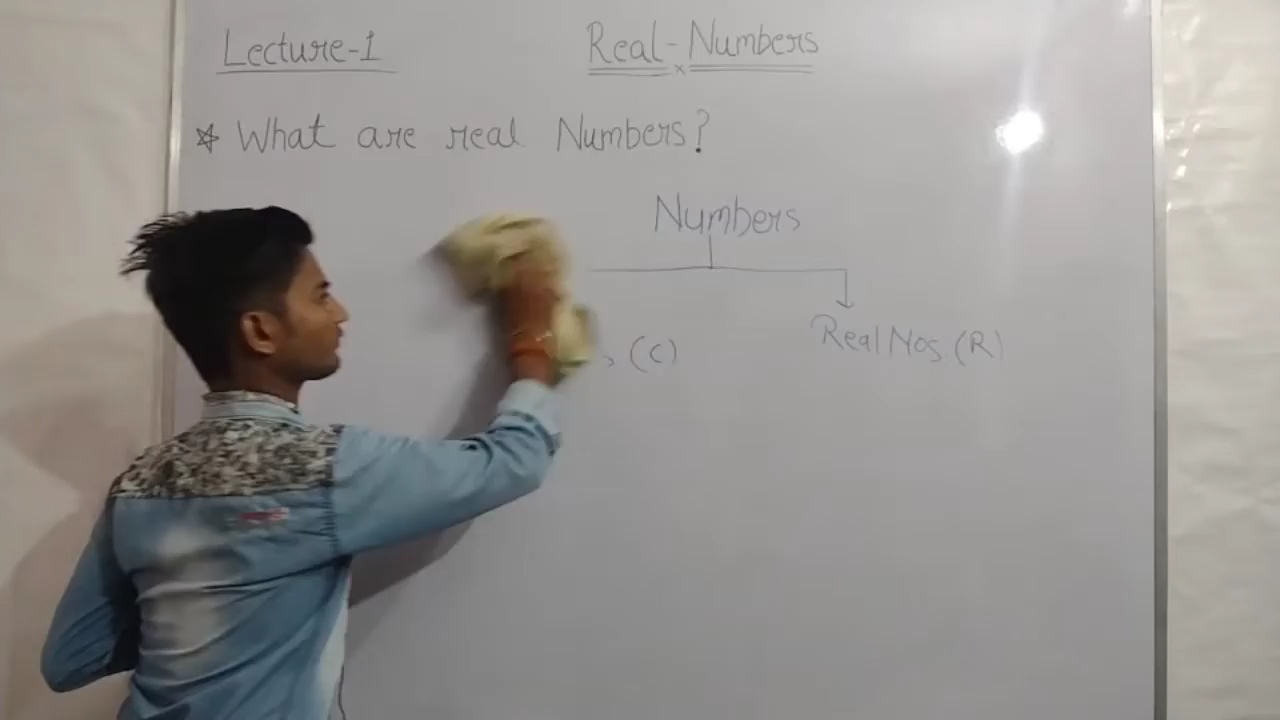 Lecture-1
Real-Numbers
What are real Numbers?
Numbers
(C)
Real Nos. (R)